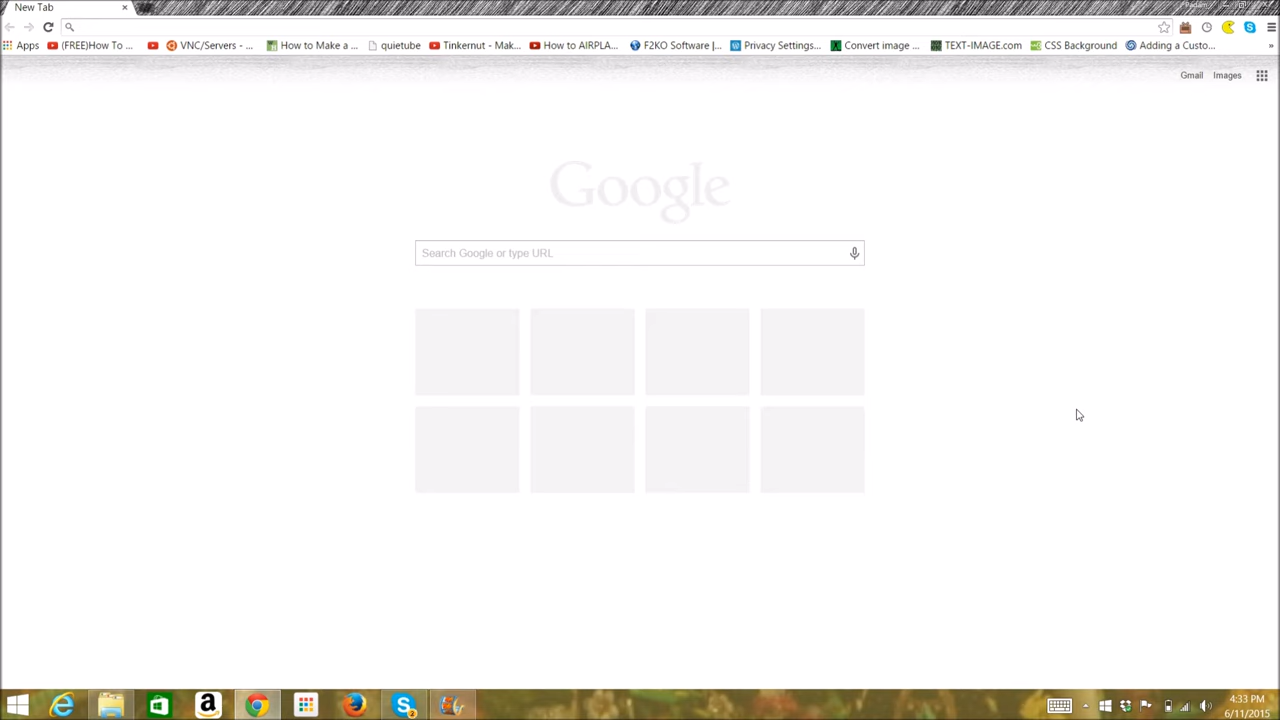 New Tab
Apps (FREE)How To ... VNC/Servers - ... How to Make a ... quietube Tinkernut - Mak... How to AIRPLA... F2KO Software |... Privacy Settings... Convert image ... TEXT-IMAGE.com CSS Background Adding a Custo...
Gmail Images
Google
Search Google or type URL
4:33 PM
6/11/2015